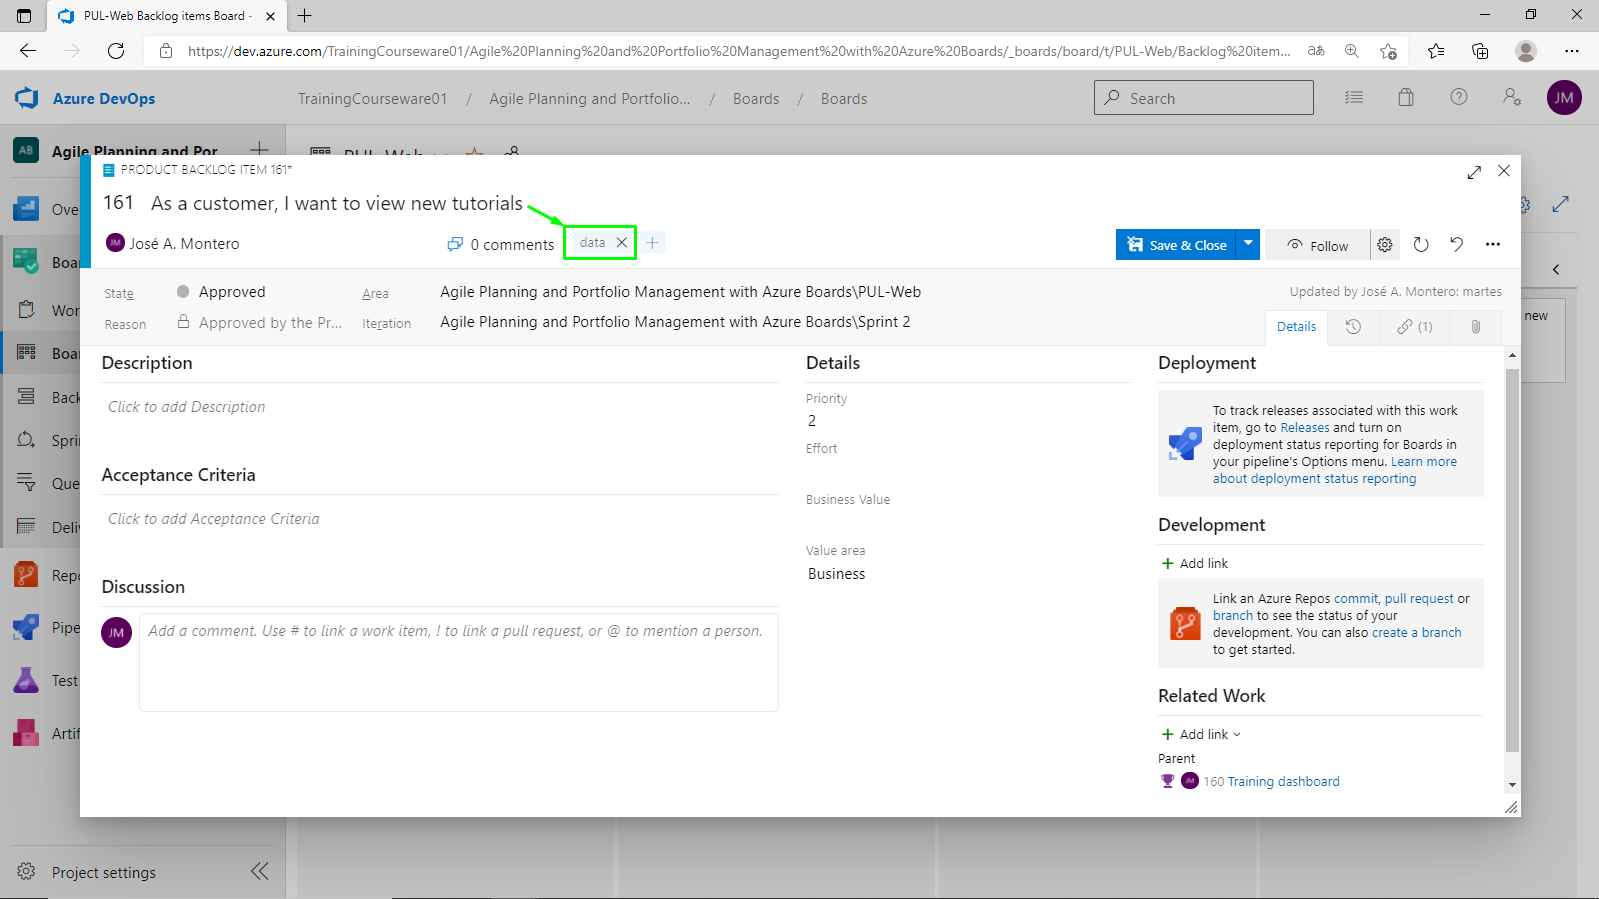 PUL-Web Backlog items Board -
https://dev.azure.com/TrainingCourseware01/Agile%20Planning%20and%20Portfolio%20Management%20with%20Azure%20Boards/_boards/board/t/PUL-Web/Backlog%20item...
Azure DevOps
TrainingCourseware01 / Agile Planning and Portfolio... / Boards / Boards
Search
JM
AB
Agile Planning and Por
PUL-Web
PRODUCT BACKLOG ITEM 161*
161 As a customer, I want to view new tutorials
JM José A. Montero
0 comments
data
Save & Close
Follow
State
Approved
Area
Agile Planning and Portfolio Management with Azure Boards\PUL-Web
Updated by José A. Montero: martes
Reason
Approved by the Pr...
Iteration
Agile Planning and Portfolio Management with Azure Boards\Sprint 2
Details
(1)
new
Ove
Boar
Wor
Boar
Back
Sprin
Que
Deliv
Repo
Pipe
Test
Artif
Description
Click to add Description
Acceptance Criteria
Click to add Acceptance Criteria
Discussion
JM
Add a comment. Use # to link a work item, ! to link a pull request, or @ to mention a person.
Details
Priority
2
Effort
Business Value
Value area
Business
Deployment
To track releases associated with this work
item, go to Releases and turn on
deployment status reporting for Boards in
your pipeline's Options menu. Learn more
about deployment status reporting
Development
Add link
Link an Azure Repos commit, pull request or
branch to see the status of your
development. You can also create a branch
to get started.
Related Work
Add link
Parent
JM 160 Training dashboard
Project settings